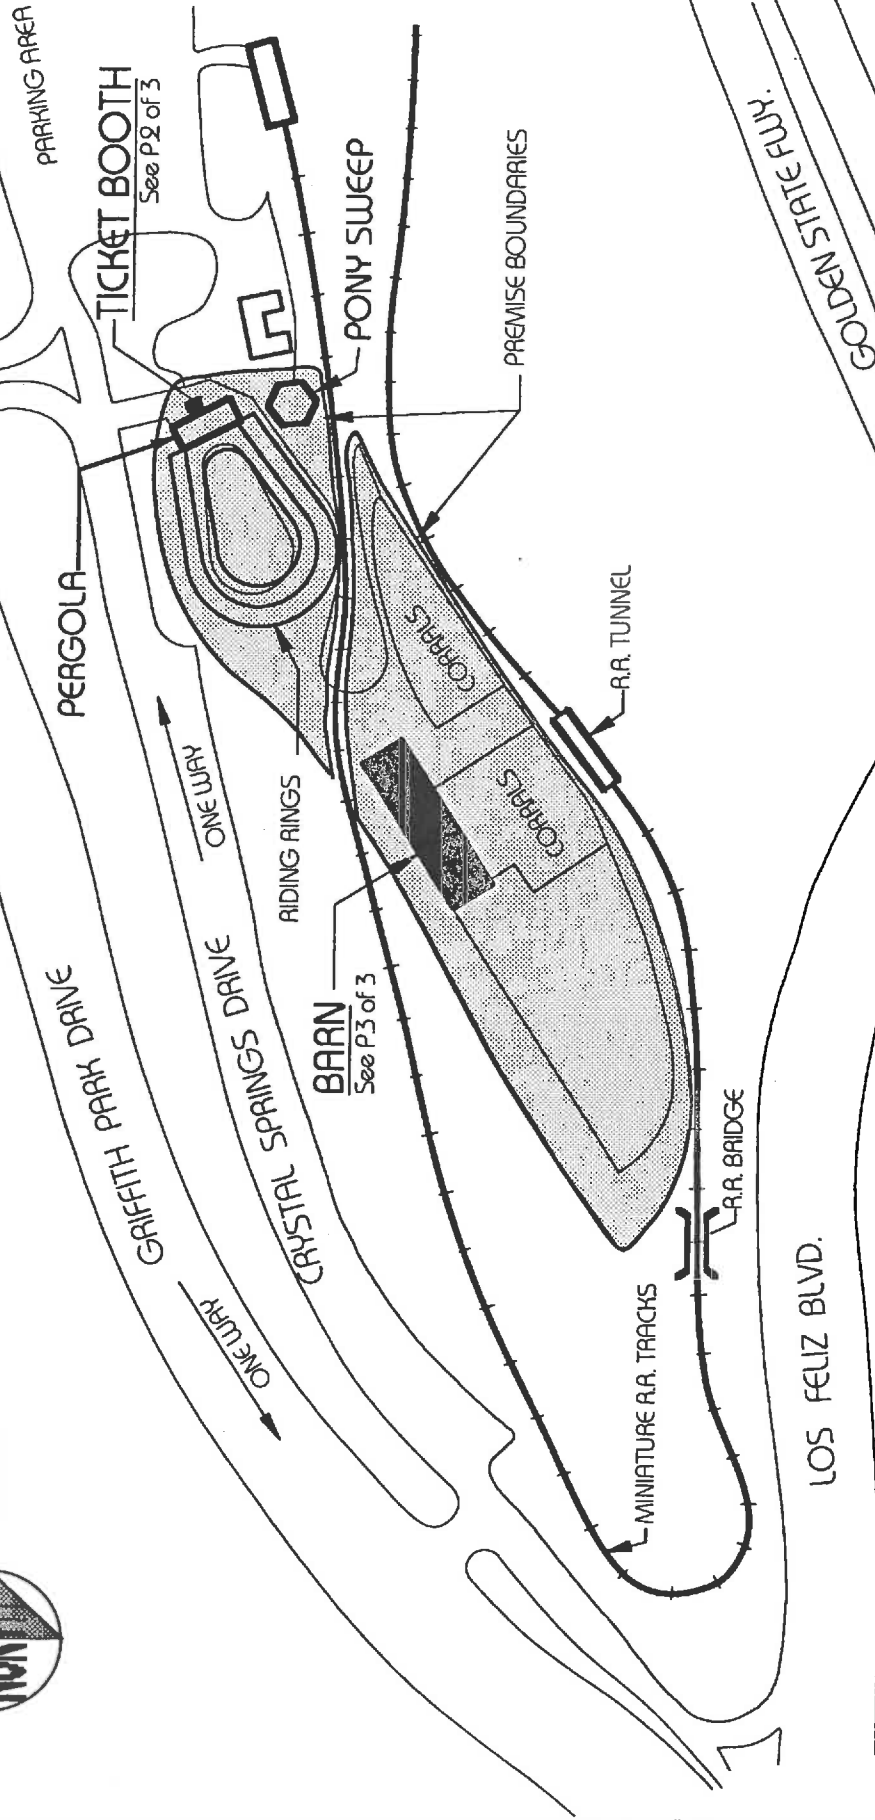 PARKING AREA
TICKET BOOTH
See P2 of 3
PONY SWEEP
PREMISE BOUNDARIES
GOLDEN STATE FWY.
PERGOLA
CORRALS
R.R. TUNNEL
ONE WAY
RIDING RINGS
CORRALS
BARN
See P3 of 3
GRIFFITH PARK DRIVE
CRYSTAL SPRINGS DRIVE
ONE WAY
R.R. BRIDGE
MINIATURE R.R. TRACKS
LOS FELIZ BLVD.